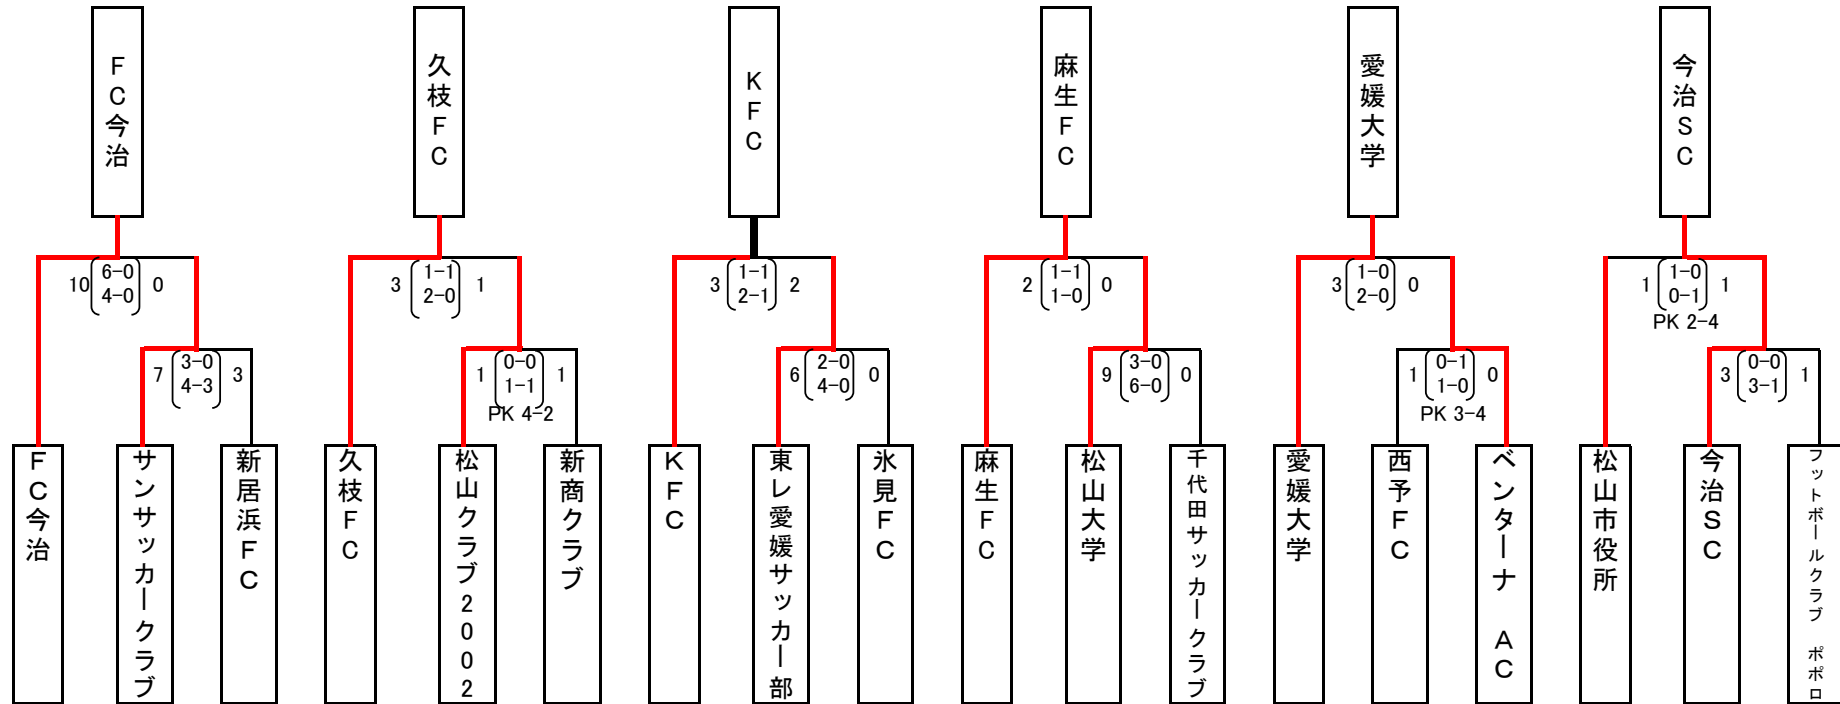 FC今治
久枝FC
KFC
麻生FC
愛媛大学
今治SC
10 6-0 0
4-0
3 1-1 1
2-0
3 1-1 2
2-1
2 1-1 0
1-0
3 1-0 0
2-0
1 1-0 1
0-1
PK 2-4
7 3-0 3
4-3
1 0-0 1
1-1
PK 4-2
6 2-0 0
4-0
9 3-0 0
6-0
1 0-1 0
1-0
PK 3-4
3 0-0 1
3-1
FC今治
サンサッカークラブ
新居浜FC
久枝FC
松山クラブ2002
新商クラブ
KFC
東レ愛媛サッカー部
氷見FC
麻生FC
松山大学
千代田サッカークラブ
愛媛大学
西予FC
ベンターナ AC
松山市役所
今治SC
フットボールクラブ ポポロ